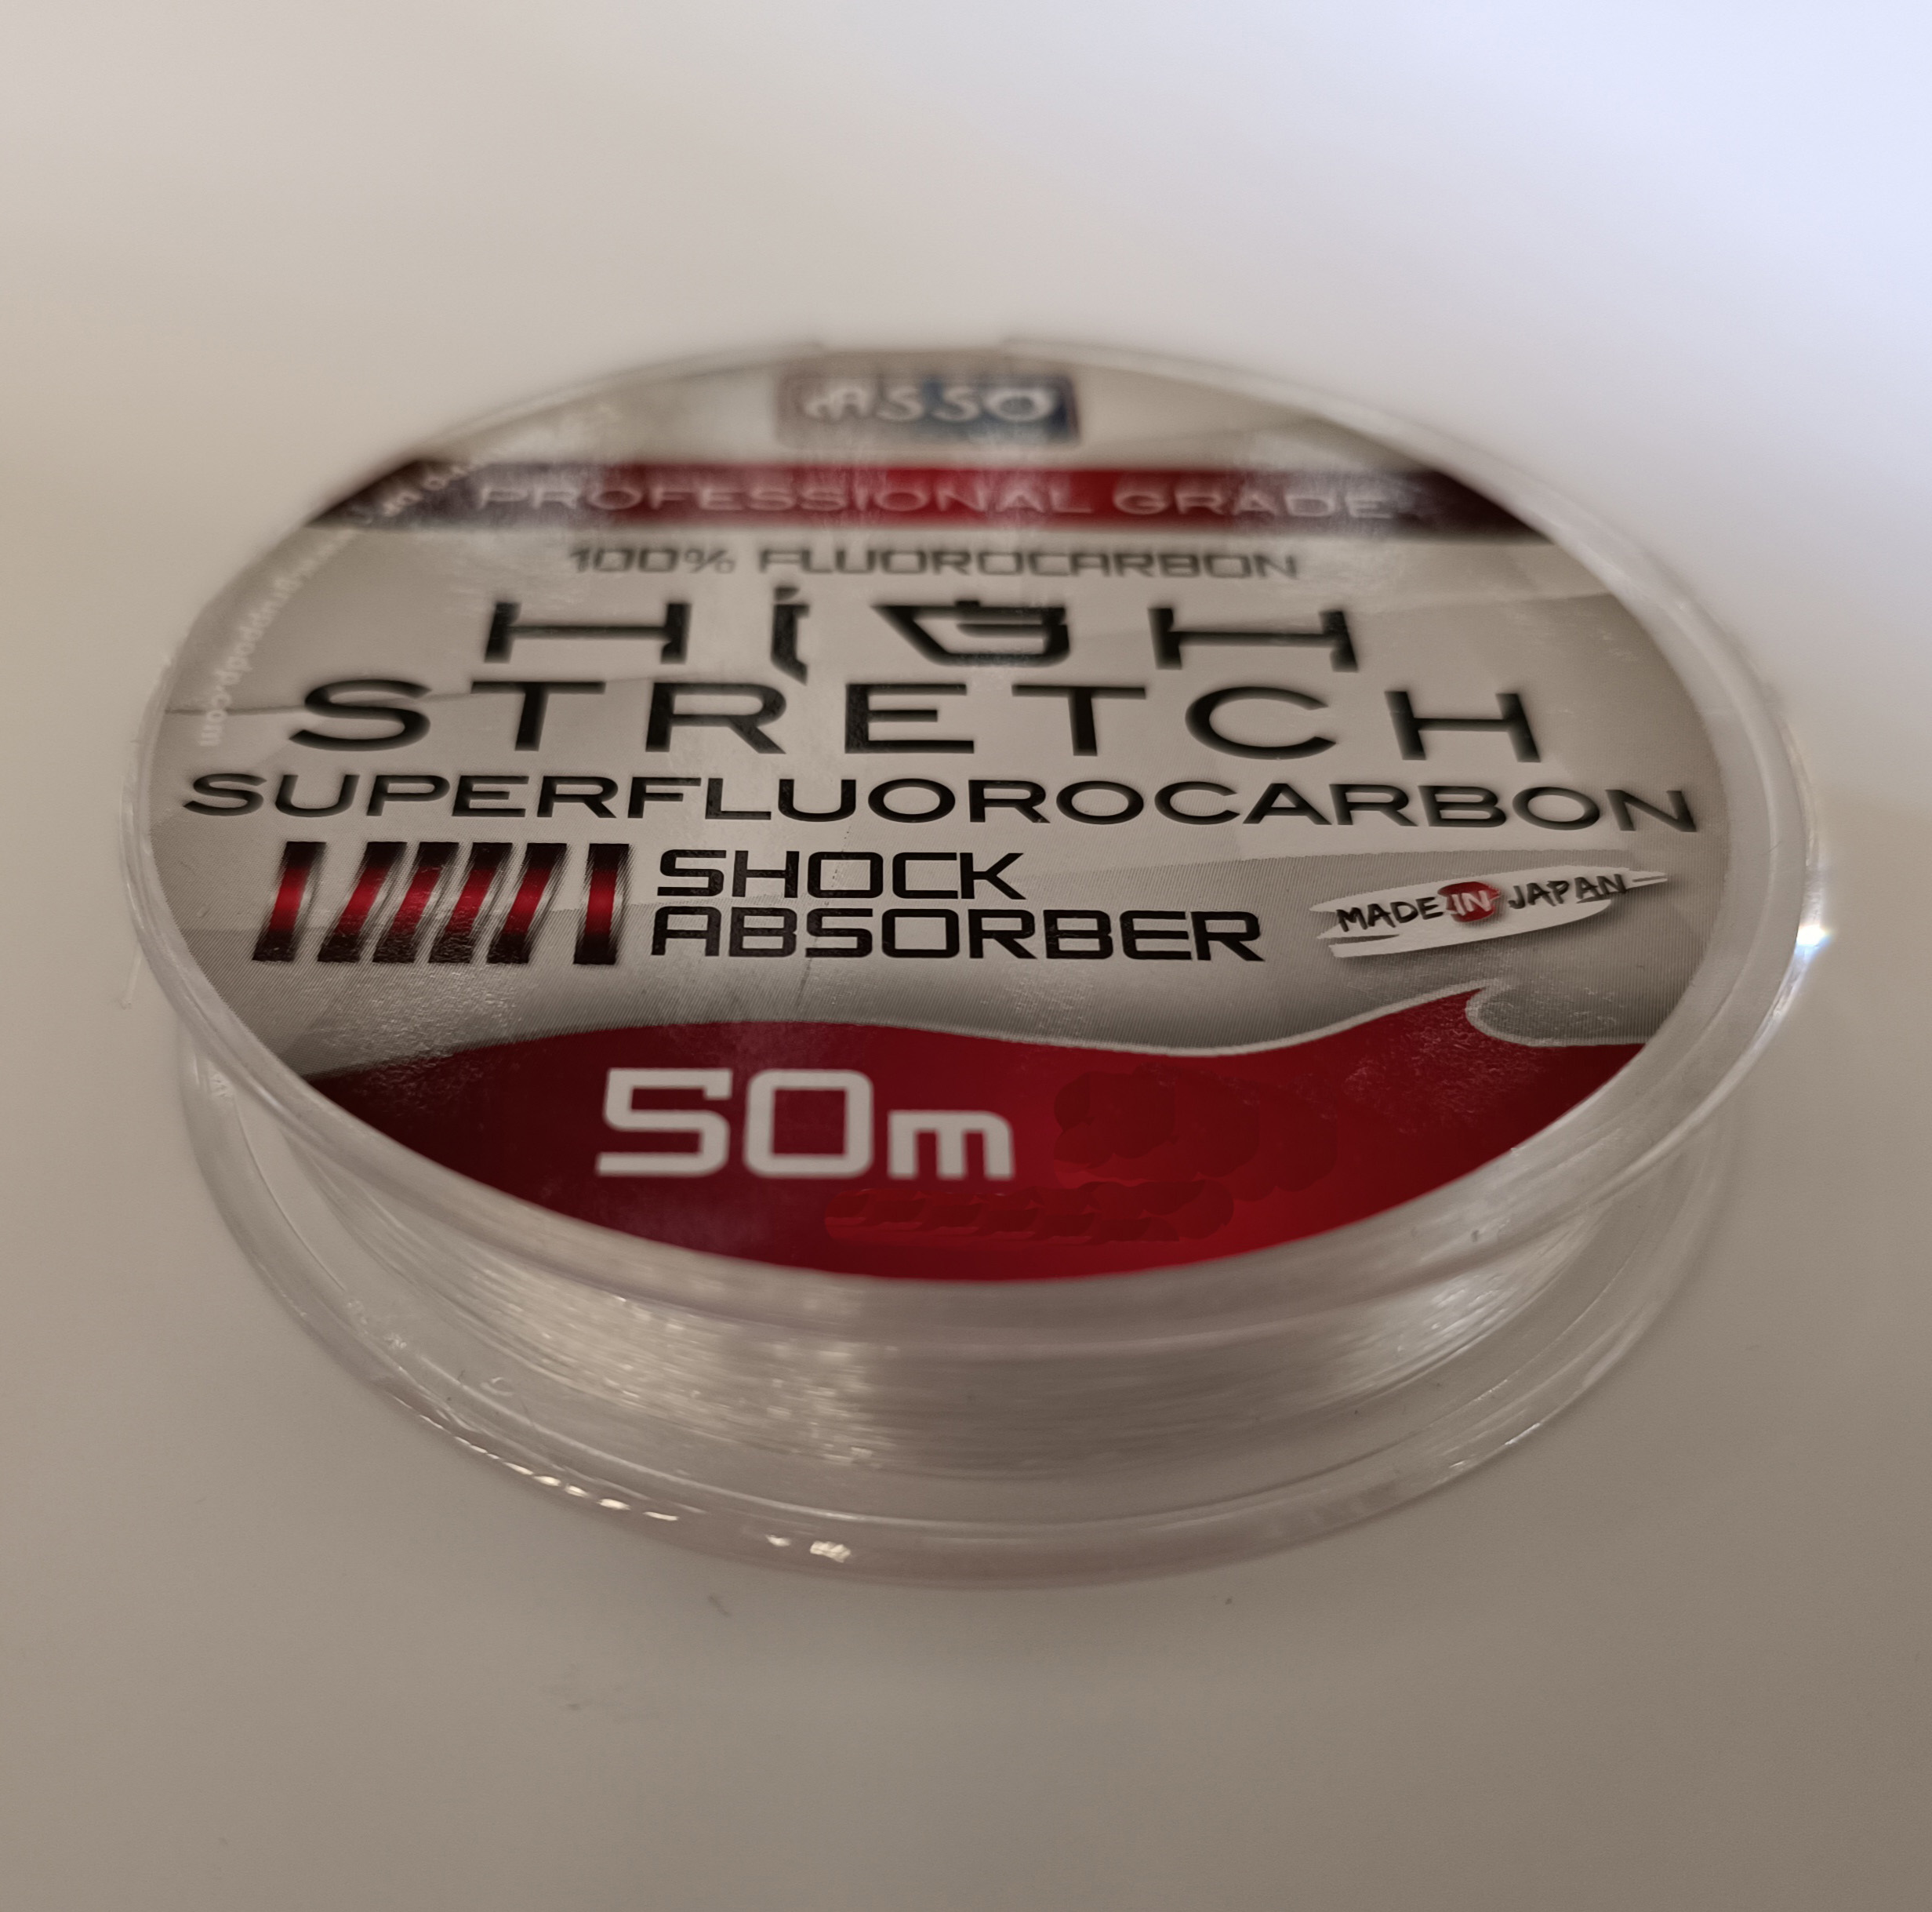 ASSO
PROFESSIONAL GRADE
100% FLUOROCARBON
HIGH
STRETCH
SUPERFLUOROCARBON
SHOCK
ABSORBER
MADE IN JAPAN
50m